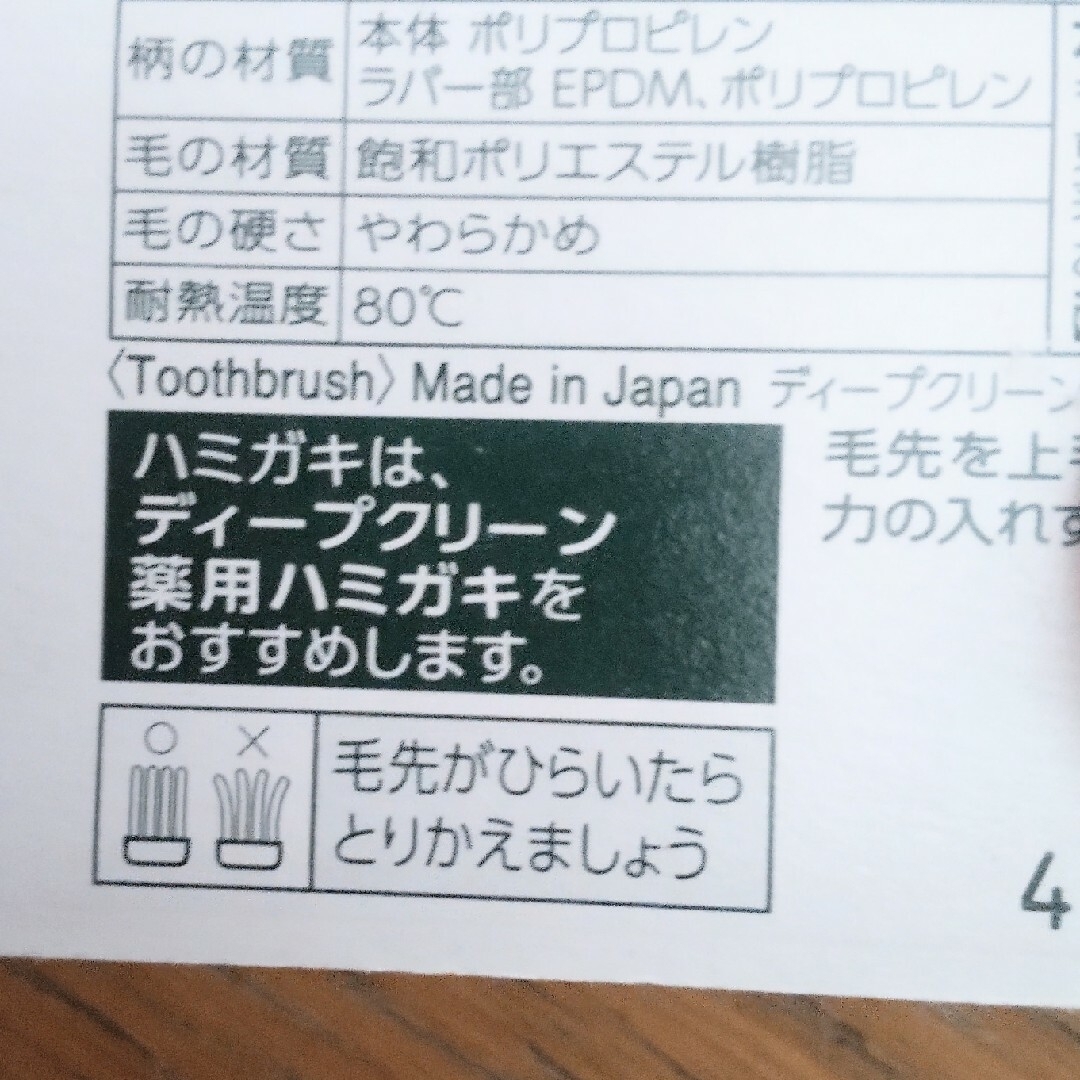 柄の材質
本体 ポリプロピレン
ラバー部 EPDM、ポリプロピレン
毛の材質 飽和ポリエステル樹脂
毛の硬さ やわらかめ
耐熱温度 80℃
〈Toothbrush〉 Made in Japan ディープクリーン
ハミガキは、
ディープクリーン
薬用ハミガキを
おすすめします。
毛先を上
力の入れ
○ ×
毛先がひらいたら
とりかえましょう
4